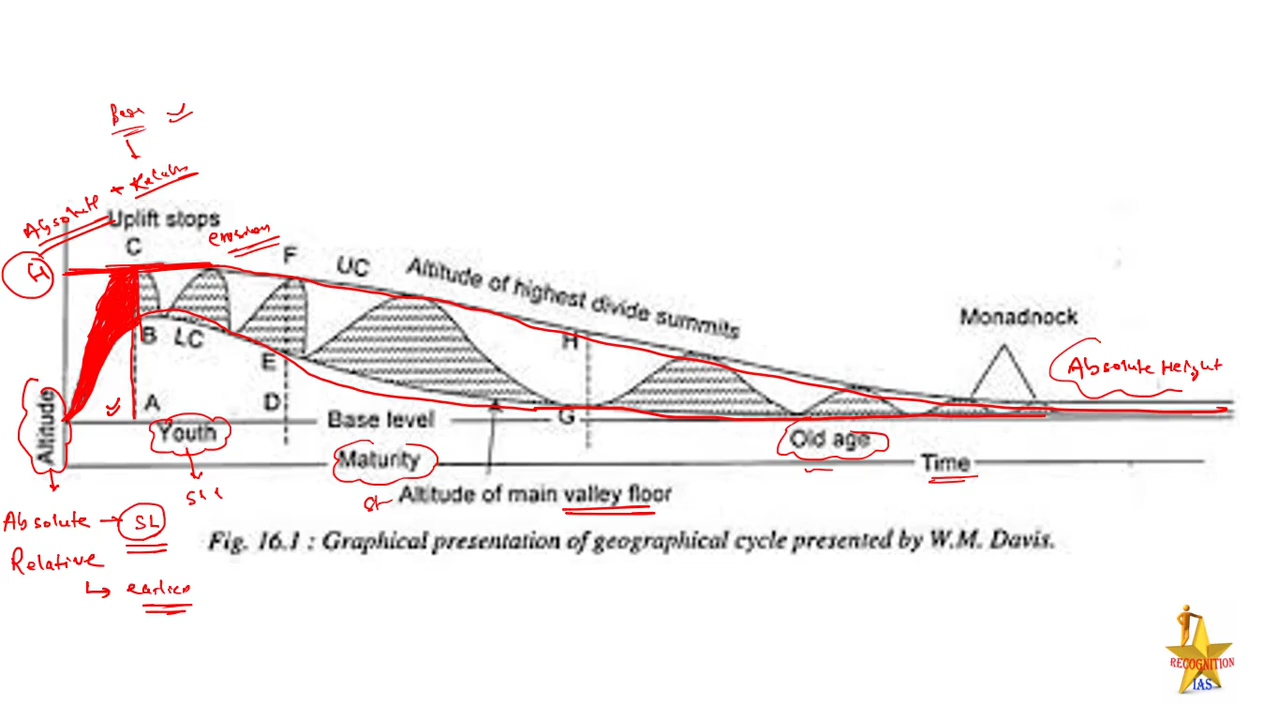 Base
Absolute + Relative
Uplift stops
erosion
H
C
F
UC
Altitude of highest divide summits
Monadnock
B
LC
H
E
Absolute Height
A
D
Base level
G
Altitude
Youth
Old age
Maturity
Time
Altitude of main valley floor
Absolute → SL
Relative
↳ earlier
Fig. 16.1 : Graphical presentation of geographical cycle presented by W.M. Davis.
RECOGNITION
IAS